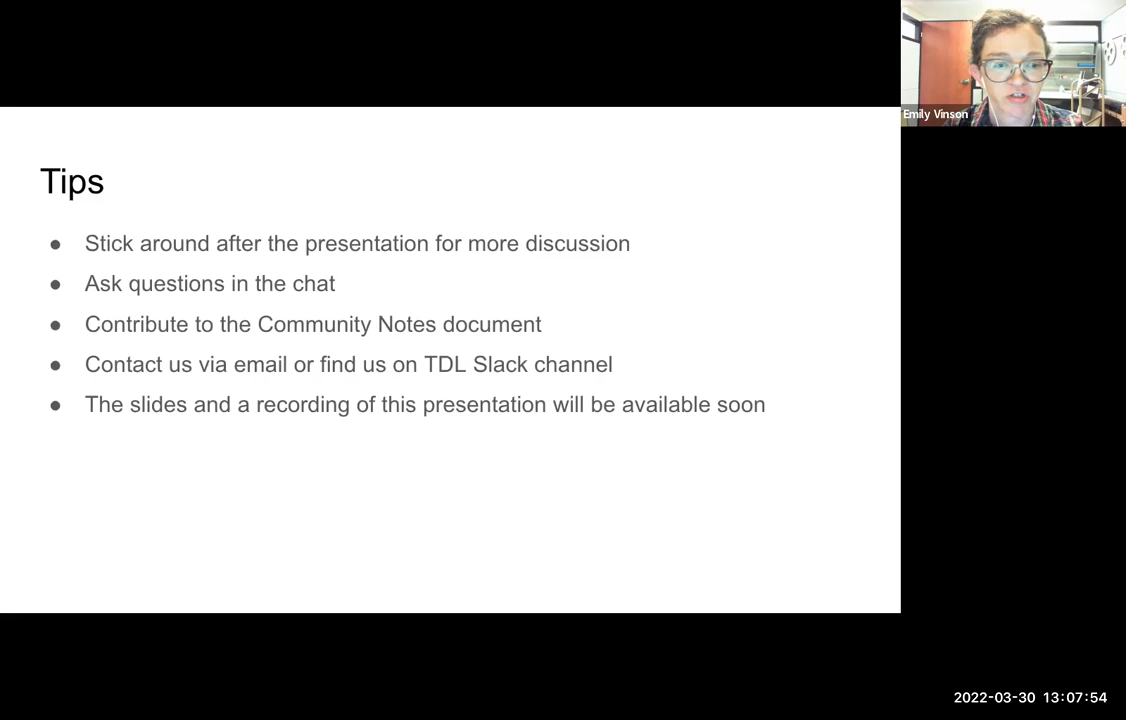 Emily Vinson
Tips
● Stick around after the presentation for more discussion
● Ask questions in the chat
● Contribute to the Community Notes document
● Contact us via email or find us on TDL Slack channel
● The slides and a recording of this presentation will be available soon
2022-03-30 13:07:54